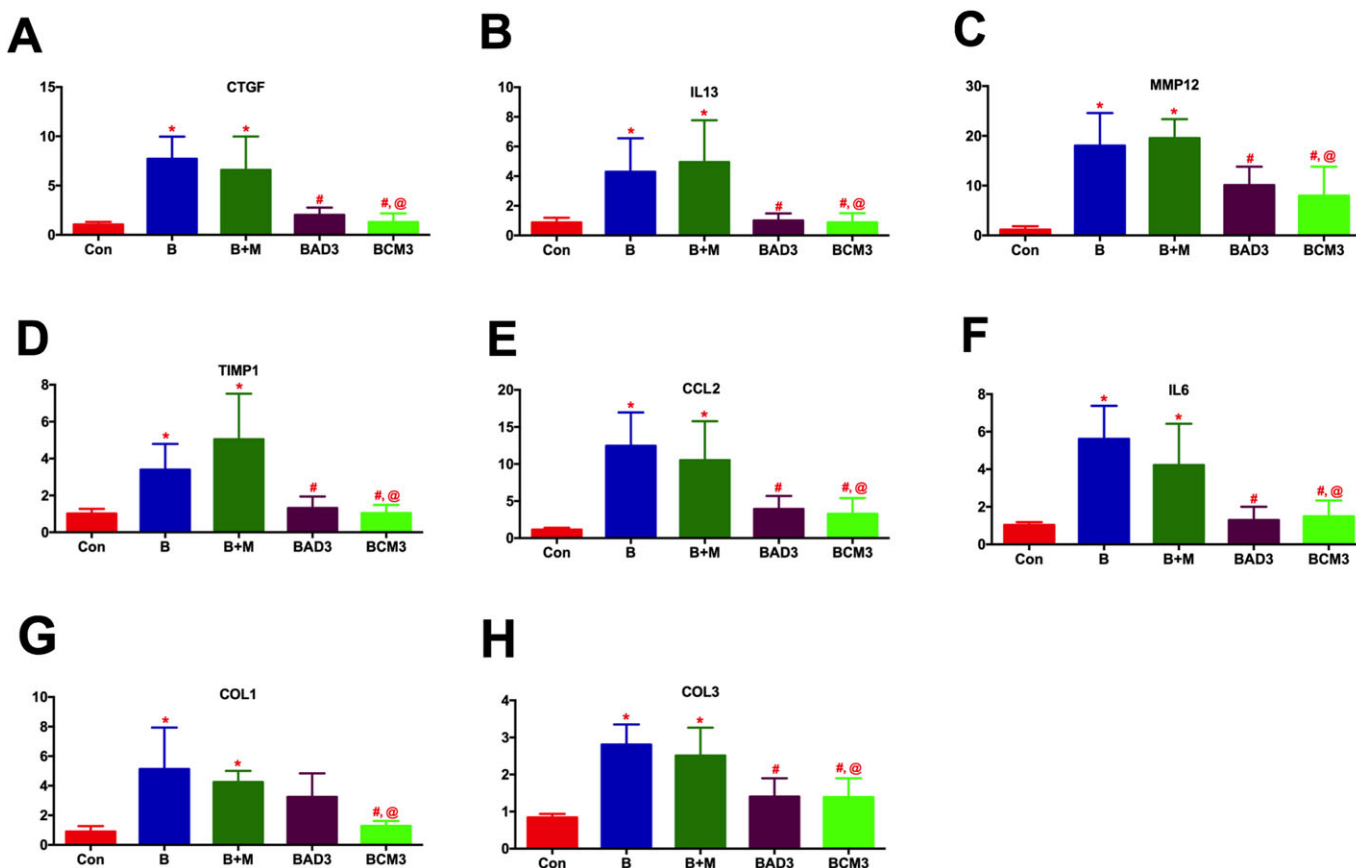 A
CTGF
15
10
5
0
* * # #, @
Con B B+M BAD3 BCM3
B
IL13
10
8
6
4
2
0
* * # #, @
Con B B+M BAD3 BCM3
C
MMP12
30
20
10
0
* * # #, @
Con B B+M BAD3 BCM3
D
TIMP1
8
6
4
2
0
* * # #, @
Con B B+M BAD3 BCM3
E
CCL2
20
15
10
5
0
* * # #, @
Con B B+M BAD3 BCM3
F
IL6
8
6
4
2
0
* * # #, @
Con B B+M BAD3 BCM3
G
COL1
10
8
6
4
2
0
* * #, @
Con B B+M BAD3 BCM3
H
COL3
4
3
2
1
0
* * # #, @
Con B B+M BAD3 BCM3